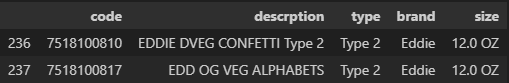 code descrption type brand size
236 7518100810 EDDIE DVEG CONFETTI Type 2 Type 2 Eddie 12.0 OZ
237 7518100817 EDD OG VEG ALPHABETS Type 2 Eddie 12.0 OZ